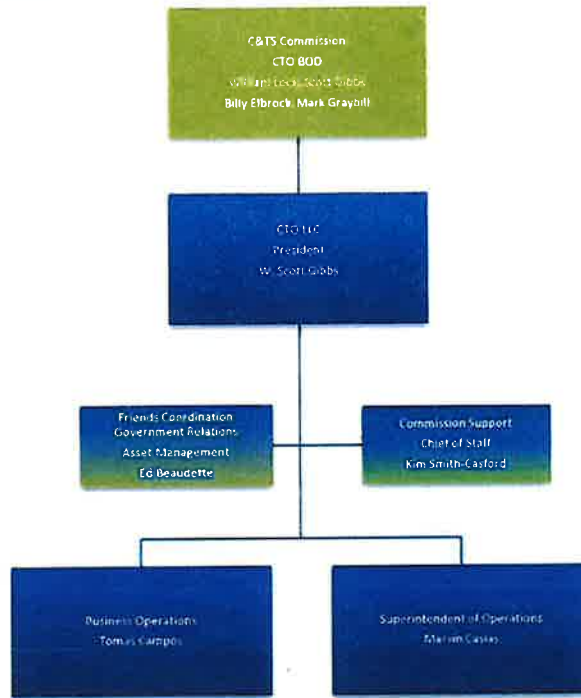 C&TS Commission
CTO BOD
Scott Gibbs
Billy Elbrock, Mark Graybill
CTO LLC
President
W. Scott Gibbs
Friends Coordination
Government Relations
Asset Management
Ed Beaudette
Commission Support
Chief of Staff
Kim Smith-Casford
Business Operations
Tomas Campos
Superintendent of Operations
Casias